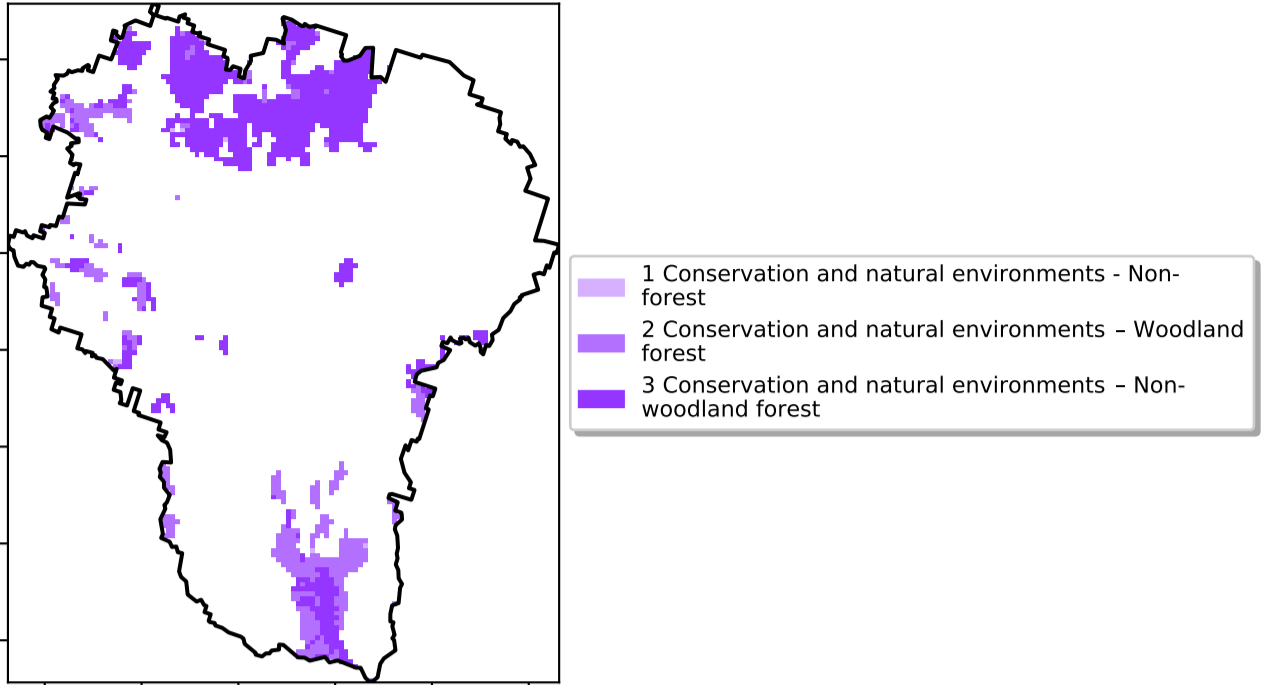 1 Conservation and natural environments - Non-
forest
2 Conservation and natural environments – Woodland
forest
3 Conservation and natural environments – Non-
woodland forest